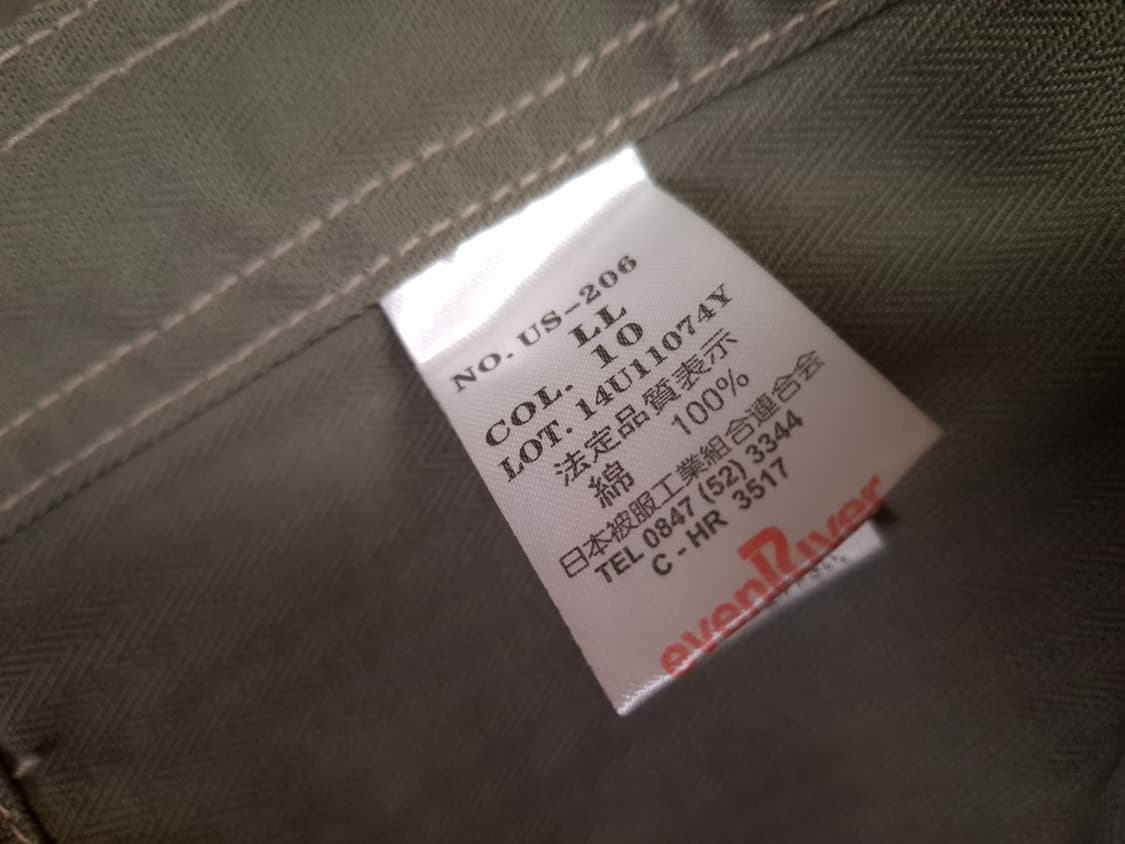 NO. US-206
LL
COL. 10
LOT. 14U11074Y
法定品質表示
綿 100%
日本被服工業組合連合会
TEL 0847 (52) 3344
C - HR 3517
evenRiver